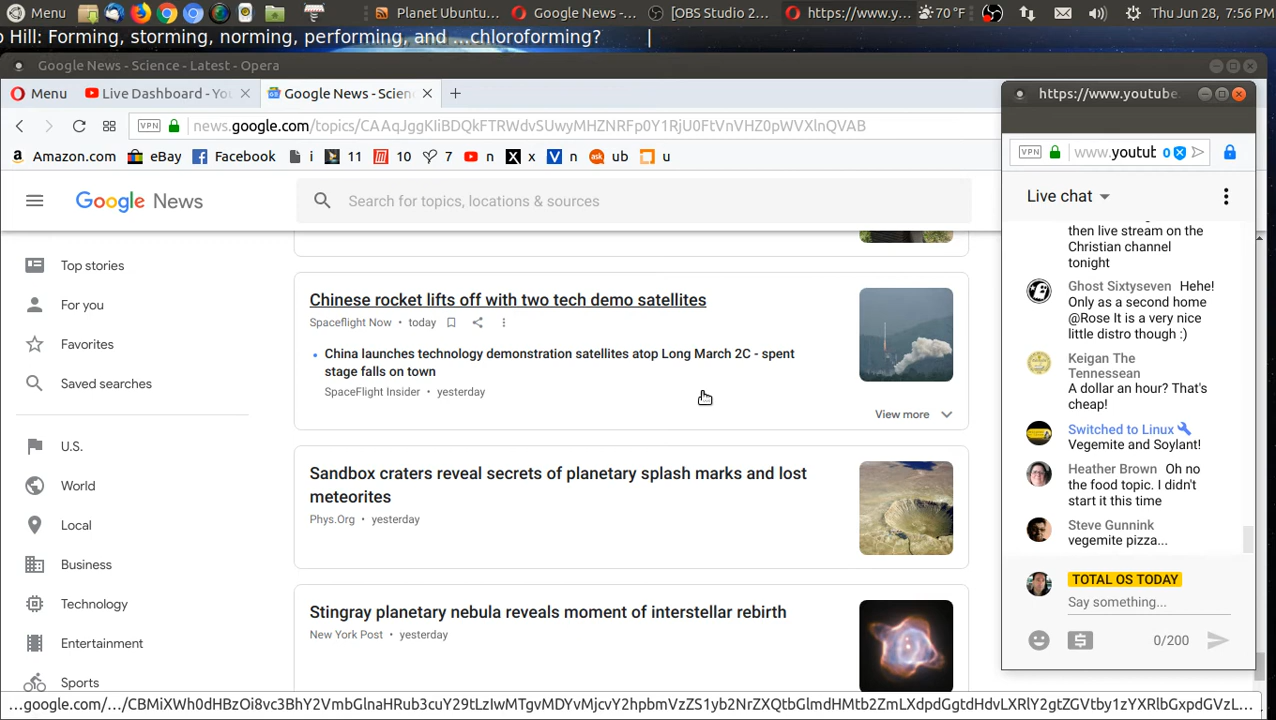 Menu
Planet Ubuntu...
Google News -...
[OBS Studio 2...
https://www.y...
70 °F
Thu Jun 28, 7:56 PM
o Hill: Forming, storming, norming, performing, and ...chloroforming? |
Google News - Science - Latest - Opera
Menu
Live Dashboard - Yo
Google News - Scien
VPN
news.google.com/topics/CAAqJggKIiBDQkFTRWdvSUwyMHZNRFp0Y1RjU0FtVnVHZ0pWVXlnQVAB
Amazon.com
eBay
Facebook
i
11
10
7
n
x
n
ub
u
Google News
Search for topics, locations & sources
Top stories
For you
Favorites
Saved searches
U.S.
World
Local
Business
Technology
Entertainment
Sports
Chinese rocket lifts off with two tech demo satellites
Spaceflight Now • today
China launches technology demonstration satellites atop Long March 2C - spent
stage falls on town
SpaceFlight Insider • yesterday
View more
Sandbox craters reveal secrets of planetary splash marks and lost
meteorites
Phys.Org • yesterday
Stingray planetary nebula reveals moment of interstellar rebirth
New York Post • yesterday
https://www.youtube.
VPN
www.youtub
0
Live chat
then live stream on the
Christian channel
tonight
Ghost Sixtyseven Hehe!
Only as a second home
@Rose It is a very nice
little distro though :)
Keigan The
Tennessean
A dollar an hour? That's
cheap!
Switched to Linux
Vegemite and Soylant!
Heather Brown Oh no
the food topic. I didn't
start it this time
Steve Gunnink
vegemite pizza...
TOTAL OS TODAY
Say something...
0/200